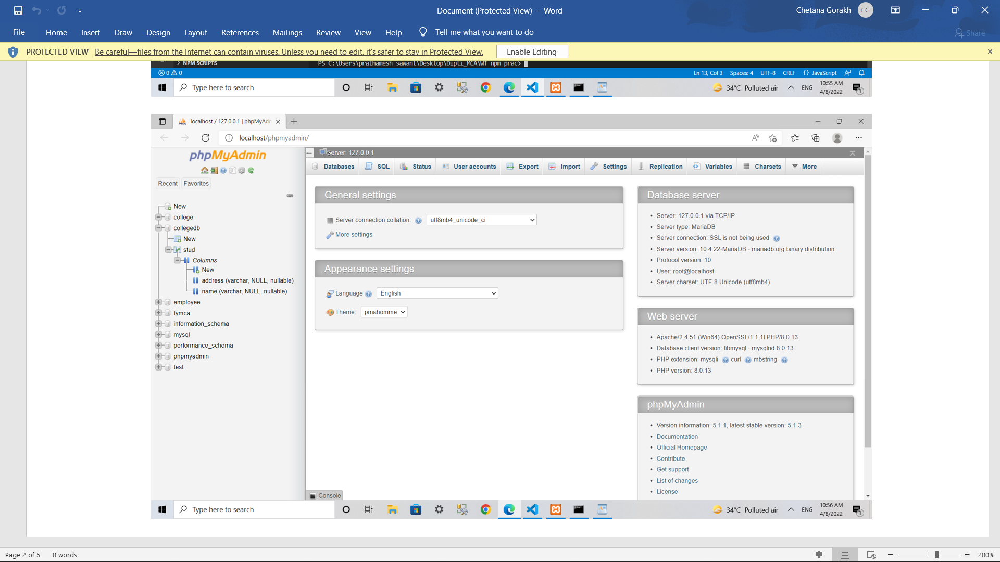 Document (Protected View) - Word
Chetana Gorakh CG
File Home Insert Draw Design Layout References Mailings Review View Help Tell me what you want to do Share
PROTECTED VIEW Be careful—files from the Internet can contain viruses. Unless you need to edit, it's safer to stay in Protected View. Enable Editing
NPM SCRIPTS PS C:\Users\prathamesh sawant\Desktop\Dipti_MCA\WT npm prac>
0 0 Ln 13, Col 3 Spaces: 4 UTF-8 CRLF {} JavaScript
Type here to search 34°C Polluted air ENG 10:55 AM
4/8/2022 1
localhost / 127.0.0.1 | phpMyAdn
localhost/phpmyadmin/
phpMyAdmin
Recent Favorites
New
college
collegedb
New
stud
Columns
New
address (varchar, NULL, nullable)
name (varchar, NULL, nullable)
employee
fymca
information_schema
mysql
performance_schema
phpmyadmin
test
Server: 127.0.0.1
Databases SQL Status User accounts Export Import Settings Replication Variables Charsets More
General settings
Server connection collation: utf8mb4_unicode_ci
More settings
Appearance settings
Language English
Theme: pmahomme
Database server
Server: 127.0.0.1 via TCP/IP
Server type: MariaDB
Server connection: SSL is not being used
Server version: 10.4.22-MariaDB - mariadb.org binary distribution
Protocol version: 10
User: root@localhost
Server charset: UTF-8 Unicode (utf8mb4)
Web server
Apache/2.4.51 (Win64) OpenSSL/1.1.1l PHP/8.0.13
Database client version: libmysql - mysqlnd 8.0.13
PHP extension: mysqli curl mbstring
PHP version: 8.0.13
phpMyAdmin
Version information: 5.1.1, latest stable version: 5.1.3
Documentation
Official Homepage
Contribute
Get support
List of changes
License
Console
Type here to search 34°C Polluted air ENG 10:56 AM
4/8/2022 1
Page 2 of 5 0 words 200%